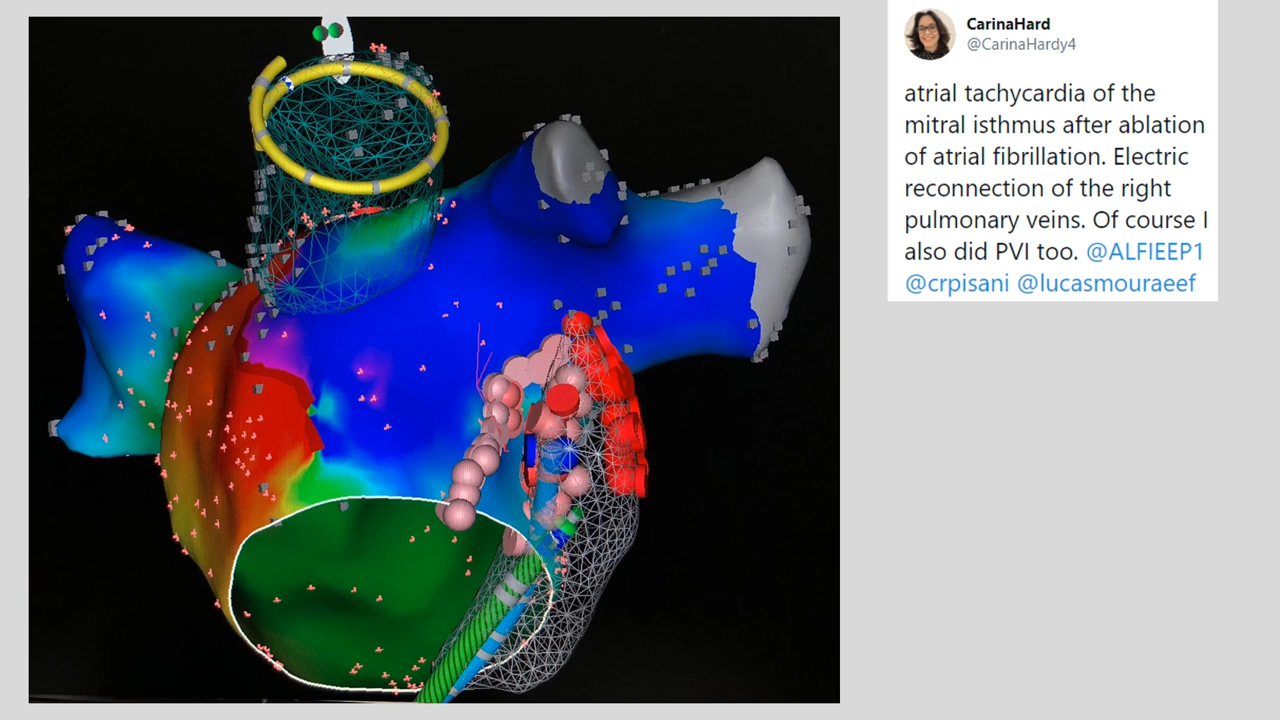 CarinaHard
@CarinaHardy4
atrial tachycardia of the
mitral isthmus after ablation
of atrial fibrillation. Electric
reconnection of the right
pulmonary veins. Of course I
also did PVI too. @ALFIEEP1
@crpisani @lucasmouraeef